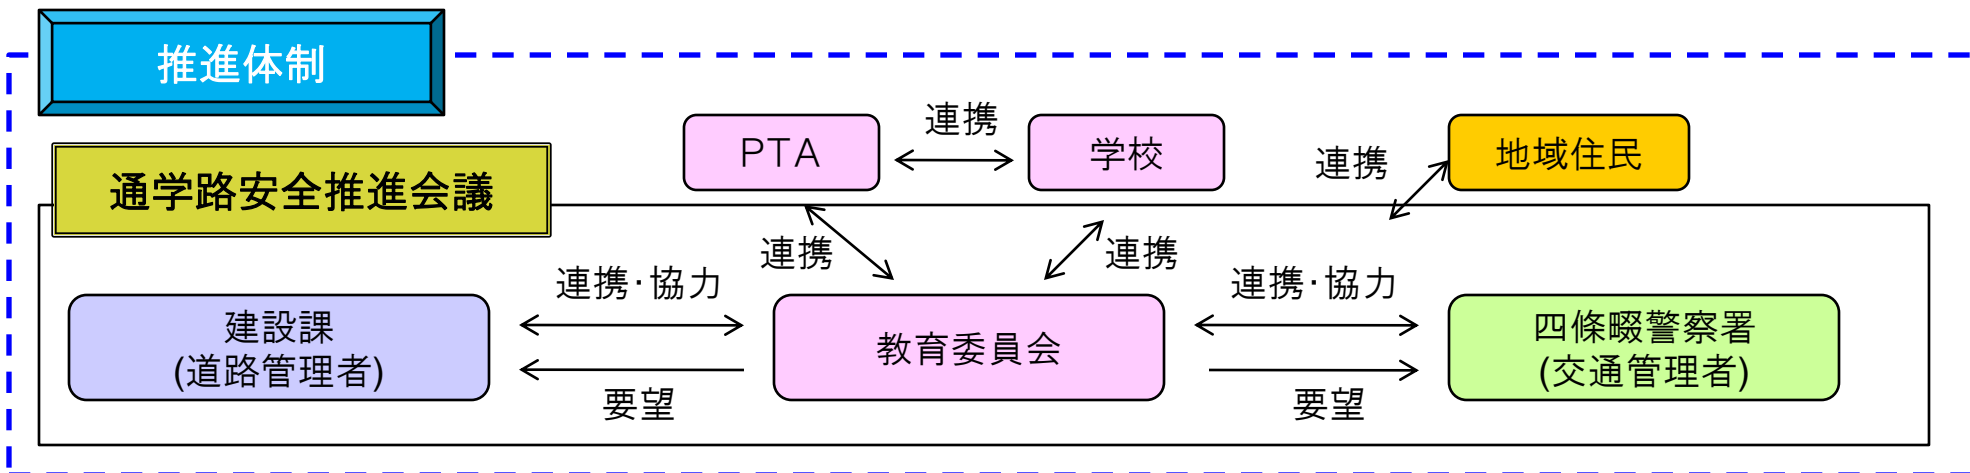 推進体制
通学路安全推進会議
PTA
連携
学校
連携
地域住民
連携
連携
建設課
(道路管理者)
連携・協力
要望
教育委員会
連携・協力
要望
四條畷警察署
(交通管理者)